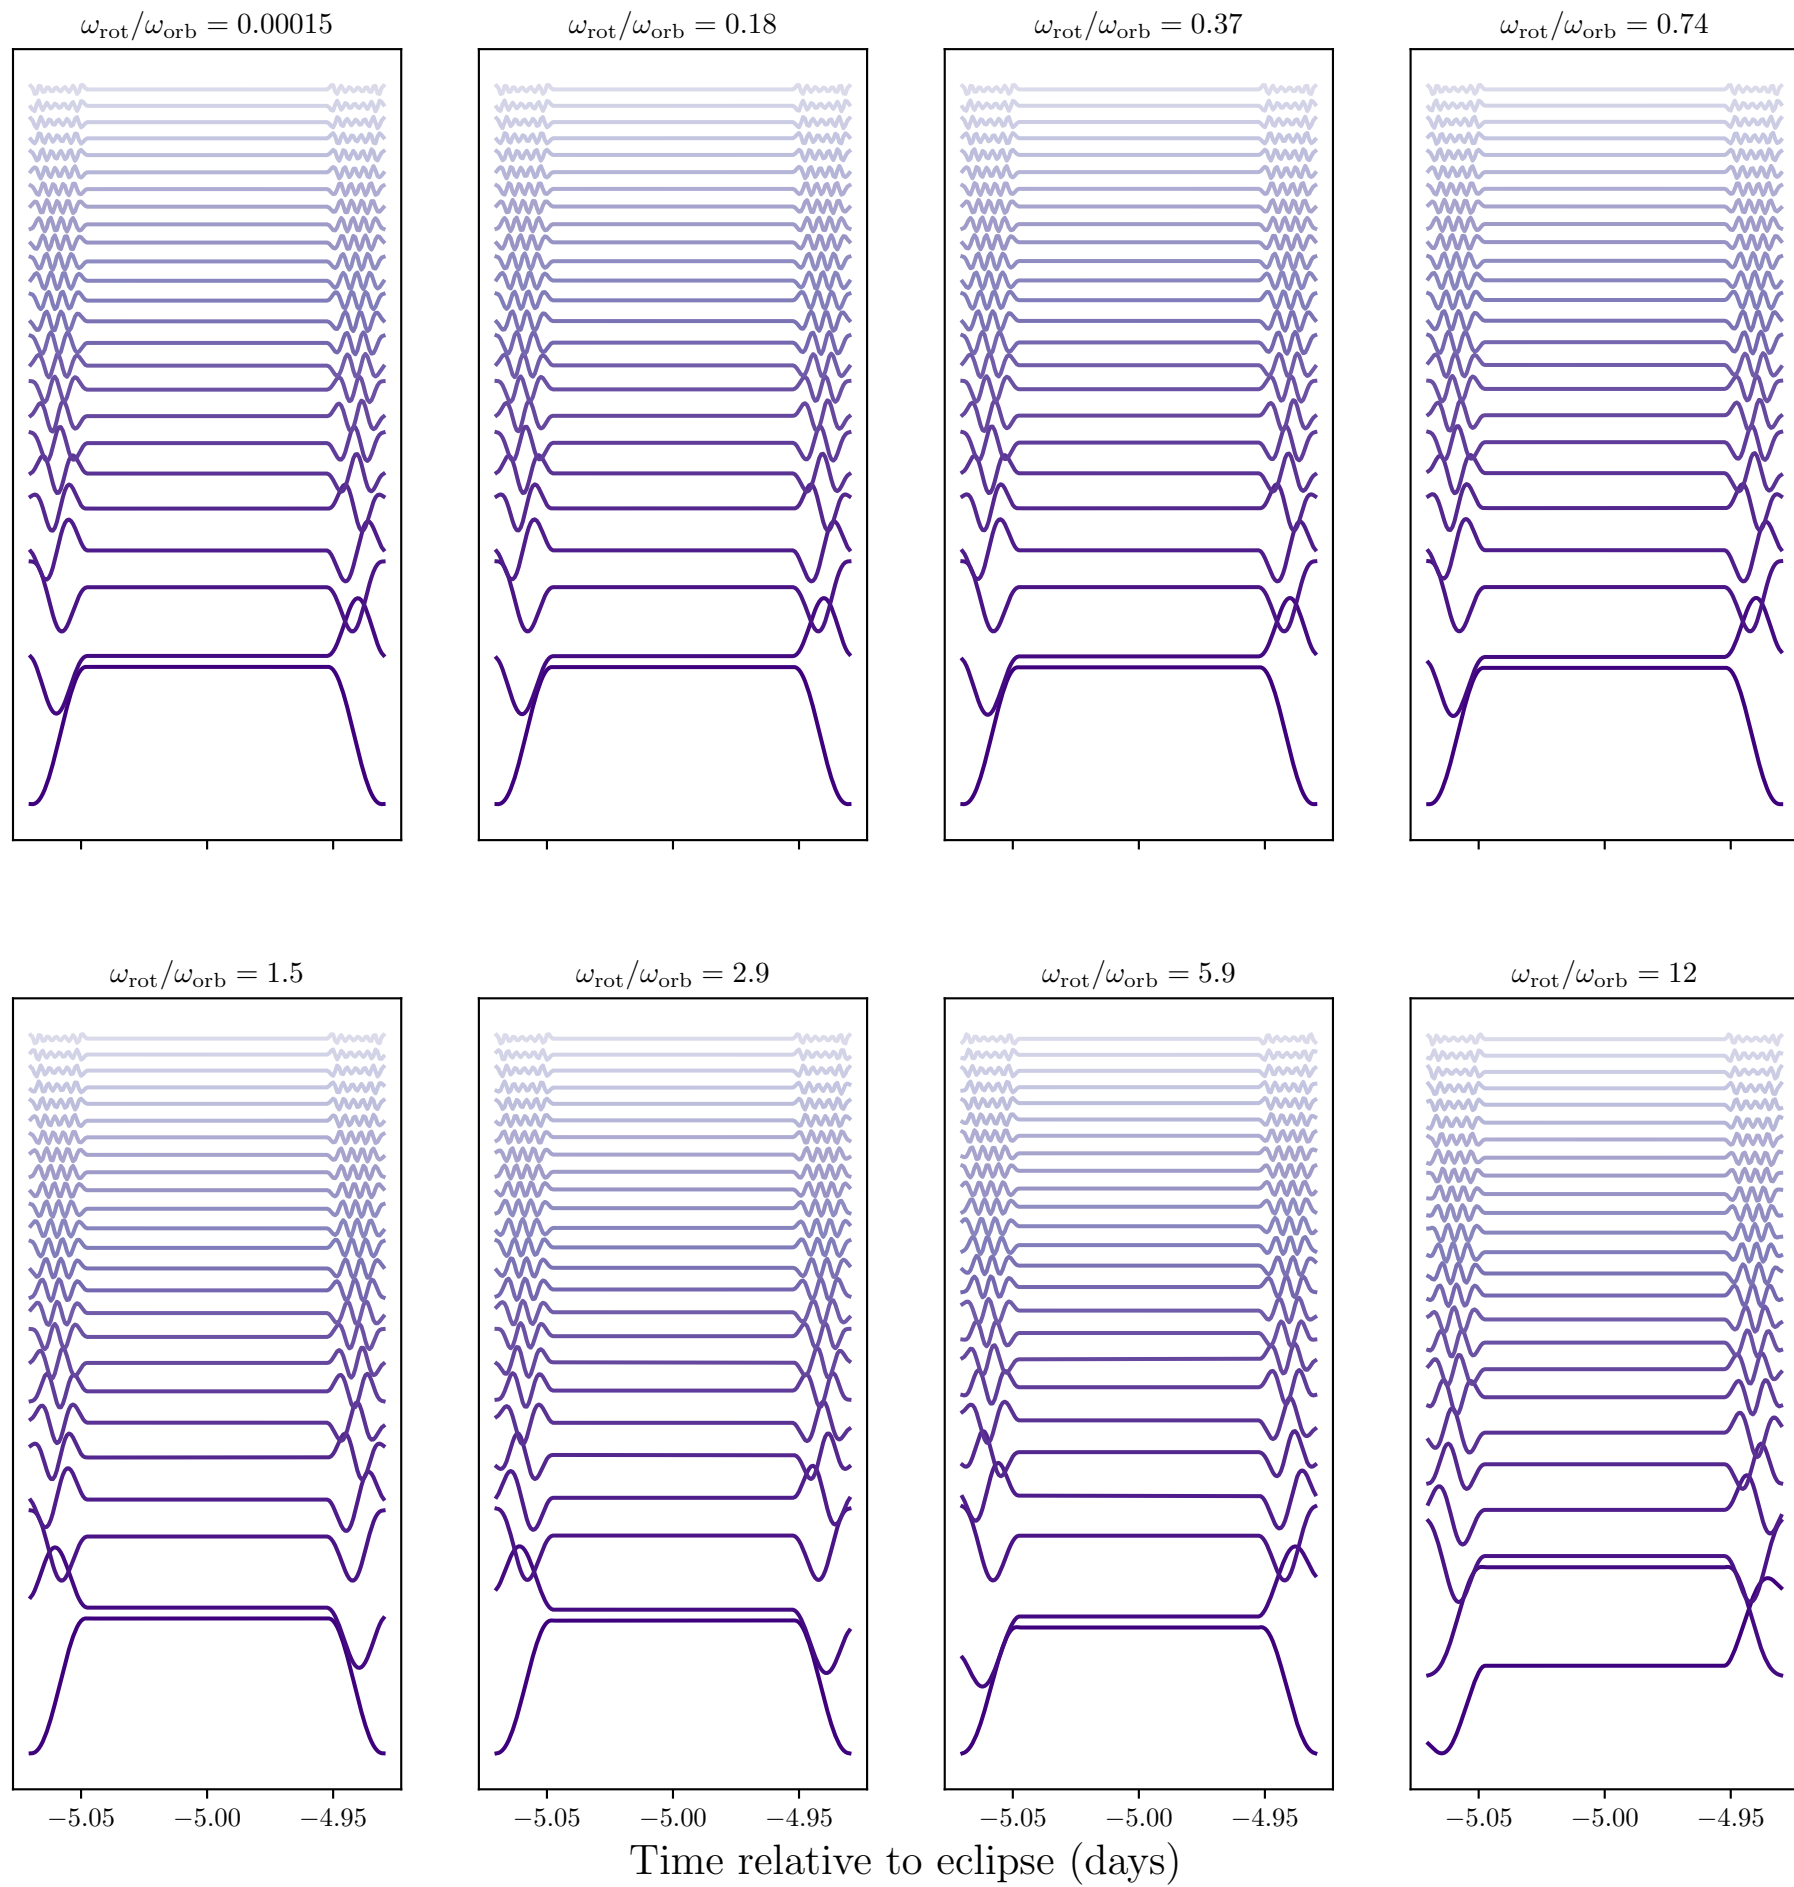 ω_rot/ω_orb = 0.00015
ω_rot/ω_orb = 0.18
ω_rot/ω_orb = 0.37
ω_rot/ω_orb = 0.74
ω_rot/ω_orb = 1.5
ω_rot/ω_orb = 2.9
ω_rot/ω_orb = 5.9
ω_rot/ω_orb = 12
−5.05 −5.00 −4.95
−5.05 −5.00 −4.95
−5.05 −5.00 −4.95
−5.05 −5.00 −4.95
Time relative to eclipse (days)